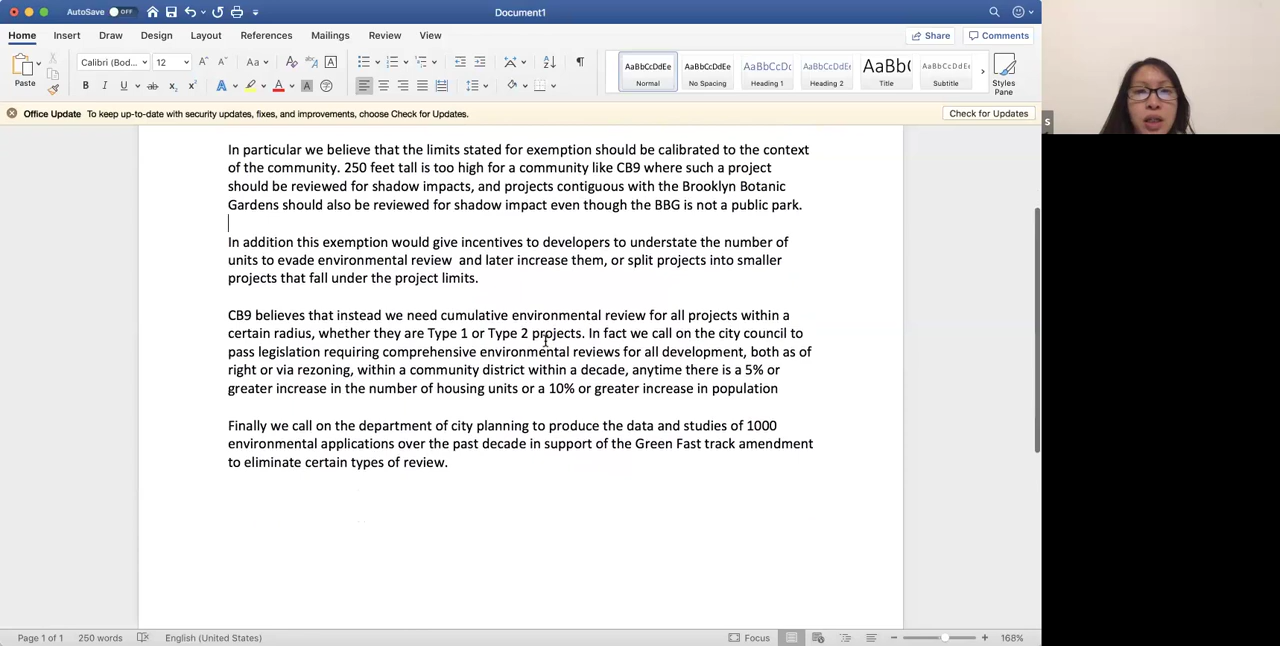 AutoSave OFF Document1
Home Insert Draw Design Layout References Mailings Review View Share Comments
Paste Calibri (Bod... 12 Aa AaBbCcDdEe AaBbCcDdEe AaBbCcDc AaBbCcDdEe AaBb( AaBbCcDdEe
B I U ab x₂ x² A A A Normal No Spacing Heading 1 Heading 2 Title Subtitle Styles Pane
Office Update To keep up-to-date with security updates, fixes, and improvements, choose Check for Updates. Check for Updates
S
In particular we believe that the limits stated for exemption should be calibrated to the context
of the community. 250 feet tall is too high for a community like CB9 where such a project
should be reviewed for shadow impacts, and projects contiguous with the Brooklyn Botanic
Gardens should also be reviewed for shadow impact even though the BBG is not a public park.
In addition this exemption would give incentives to developers to understate the number of
units to evade environmental review and later increase them, or split projects into smaller
projects that fall under the project limits.
CB9 believes that instead we need cumulative environmental review for all projects within a
certain radius, whether they are Type 1 or Type 2 projects. In fact we call on the city council to
pass legislation requiring comprehensive environmental reviews for all development, both as of
right or via rezoning, within a community district within a decade, anytime there is a 5% or
greater increase in the number of housing units or a 10% or greater increase in population
Finally we call on the department of city planning to produce the data and studies of 1000
environmental applications over the past decade in support of the Green Fast track amendment
to eliminate certain types of review.
Page 1 of 1 250 words English (United States) Focus 168%